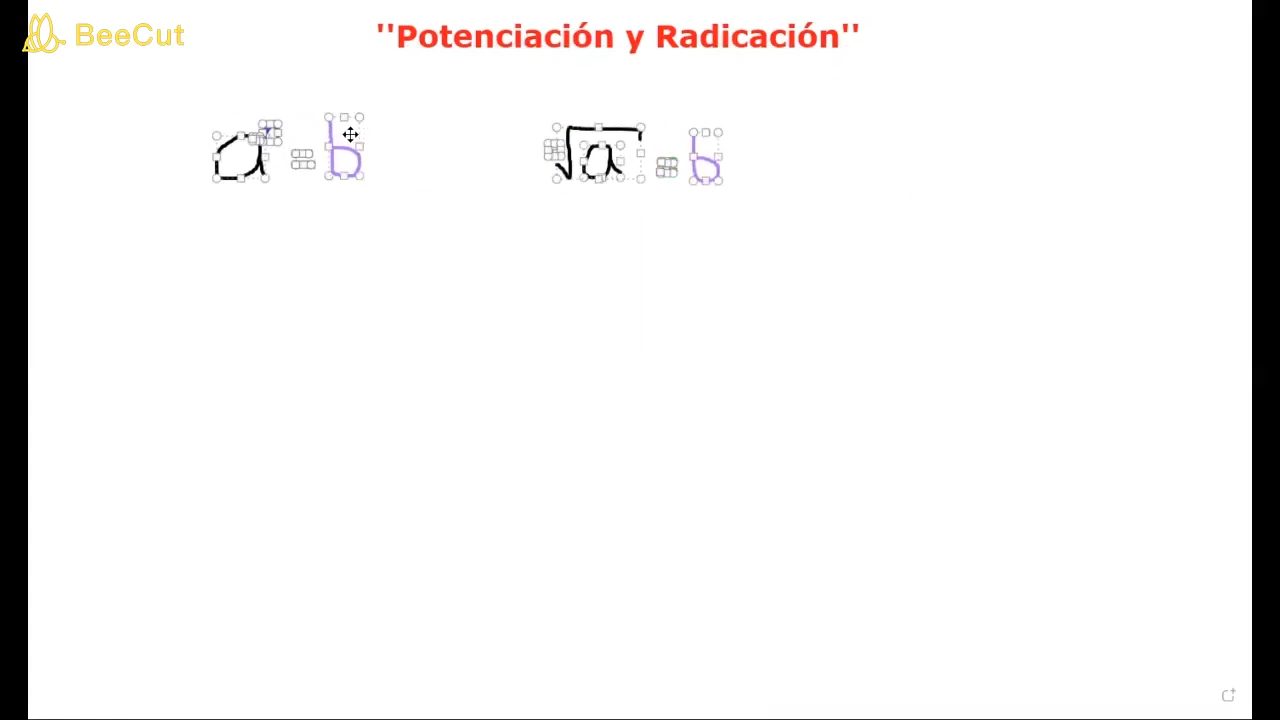 BeeCut
''Potenciación y Radicación''
a = b √a = b